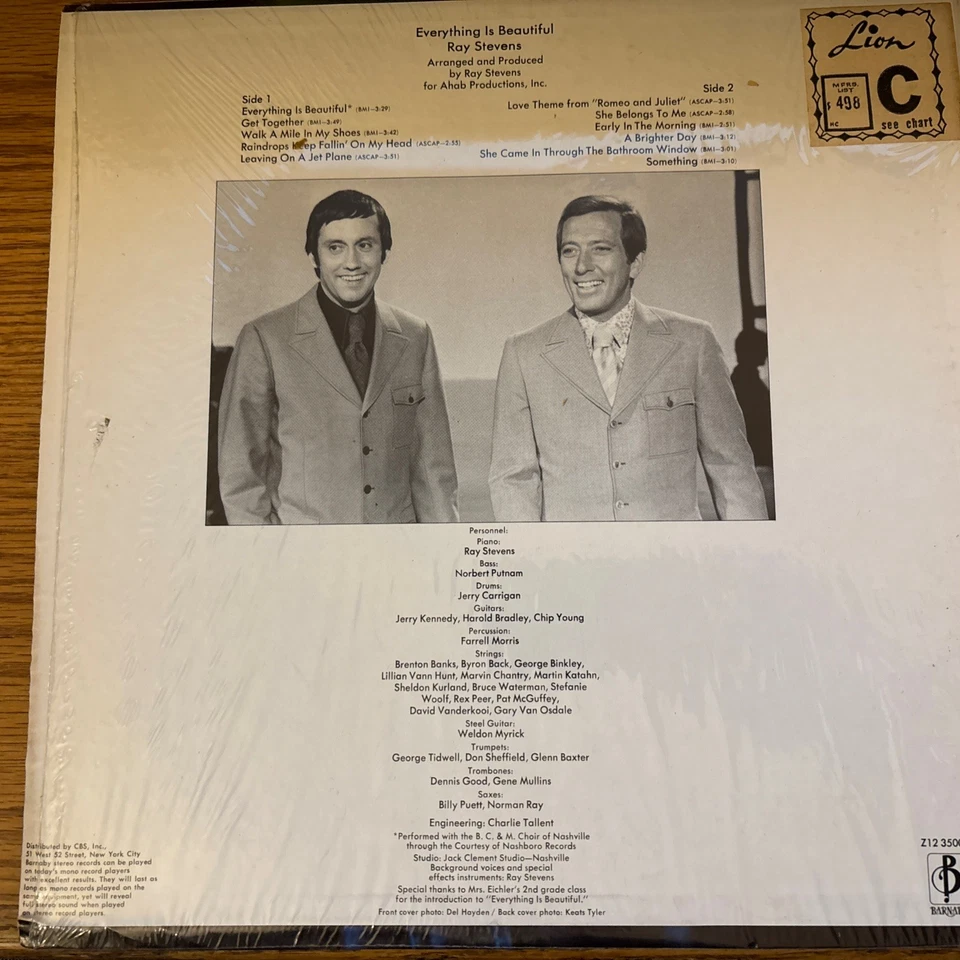 Everything Is Beautiful
Ray Stevens
Arranged and Produced
by Ray Stevens
for Ahab Productions, Inc.
Lion
MFRS.
LIST
$ 498
HC
C
see chart
Side 1
Everything Is Beautiful* (BMI—3:29)
Get Together (BMI—3:49)
Walk A Mile In My Shoes (BMI—3:42)
Raindrops Keep Fallin' On My Head (ASCAP—2:55)
Leaving On A Jet Plane (ASCAP—3:51)
Side 2
Love Theme from "Romeo and Juliet" (ASCAP—3:51)
She Belongs To Me (ASCAP—2:58)
Early In The Morning (BMI—2:51)
A Brighter Day (BMI—3:12)
She Came In Through The Bathroom Window (BMI—3:01)
Something (BMI—3:10)
Personnel:
Piano:
Ray Stevens
Bass:
Norbert Putnam
Drums:
Jerry Carrigan
Guitars:
Jerry Kennedy, Harold Bradley, Chip Young
Percussion:
Farrell Morris
Strings:
Brenton Banks, Byron Back, George Binkley,
Lillian Vann Hunt, Marvin Chantry, Martin Katahn,
Sheldon Kurland, Bruce Waterman, Stefanie
Woolf, Rex Peer, Pat McGuffey,
David Vanderkooi, Gary Van Osdale
Steel Guitar:
Weldon Myrick
Trumpets:
George Tidwell, Don Sheffield, Glenn Baxter
Trombones:
Dennis Good, Gene Mullins
Saxes:
Billy Puett, Norman Ray
Engineering: Charlie Tallent
*Performed with the B. C. & M. Choir of Nashville
through the Courtesy of Nashboro Records
Studio: Jack Clement Studio—Nashville
Background voices and special
effects instruments: Ray Stevens
Special thanks to Mrs. Eichler's 2nd grade class
for the introduction to "Everything Is Beautiful."
Front cover photo: Del Hayden / Back cover photo: Keats Tyler
Distributed by CBS, Inc.,
51 West 52 Street, New York City
Barnaby stereo records can be played
on today's mono record players
with excellent results. They will last as
long as mono records played on the
same equipment, yet will reveal
full stereo sound when played
on stereo record players.
Z12 3500
B
BARNA